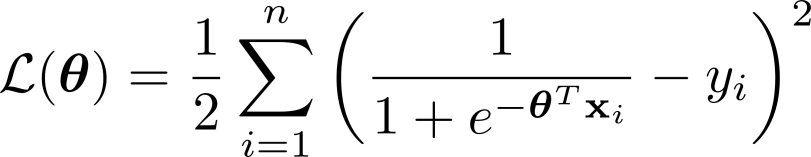 $\mathcal{L}(\boldsymbol{\theta}) = \frac{1}{2} \sum_{i=1}^{n} \left( \frac{1}{1 + e^{-\boldsymbol{\theta}^T \mathbf{x}_i}} - y_i \right)^2$